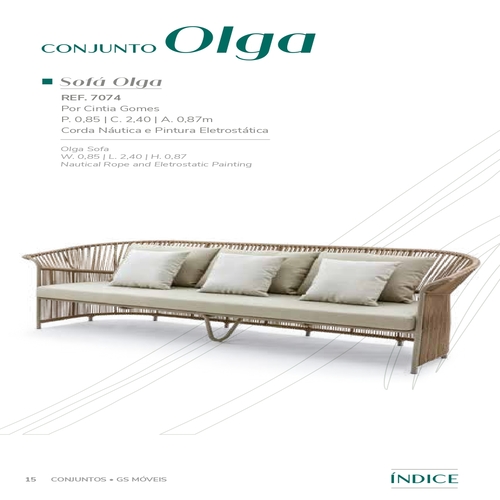 CONJUNTO Olga
Sofá Olga
REF. 7074
Por Cintia Gomes
P. 0,85 | C. 2,40 | A. 0,87m
Corda Náutica e Pintura Eletrostática
Olga Sofa
W. 0,85 | L. 2,40 | H. 0,87
Nautical Rope and Eletrostatic Painting
15 CONJUNTOS • GS MÓVEIS
ÍNDICE